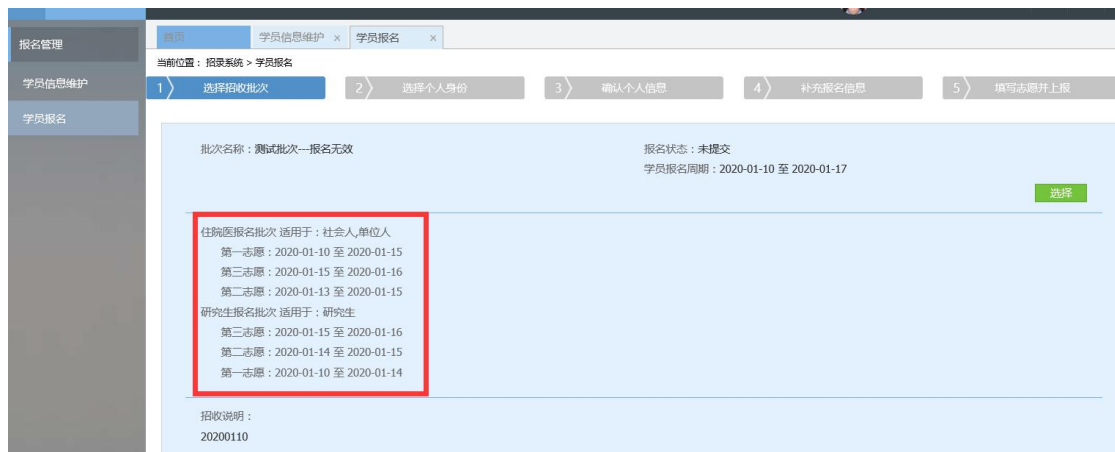 报名管理
学员信息维护
学员报名
首页 学员信息维护 × 学员报名 ×
当前位置：招录系统 > 学员报名
1 选择招收批次 2 选择个人身份 3 确认个人信息 4 补充报名信息 5 填写志愿并上报
批次名称：测试批次---报名无效 报名状态：未提交
学员报名周期：2020-01-10 至 2020-01-17
选择
住院医报名批次 适用于：社会人,单位人
第一志愿：2020-01-10 至 2020-01-15
第三志愿：2020-01-15 至 2020-01-16
第二志愿：2020-01-13 至 2020-01-15
研究生报名批次 适用于：研究生
第三志愿：2020-01-15 至 2020-01-16
第二志愿：2020-01-14 至 2020-01-15
第一志愿：2020-01-10 至 2020-01-14
招收说明：
20200110